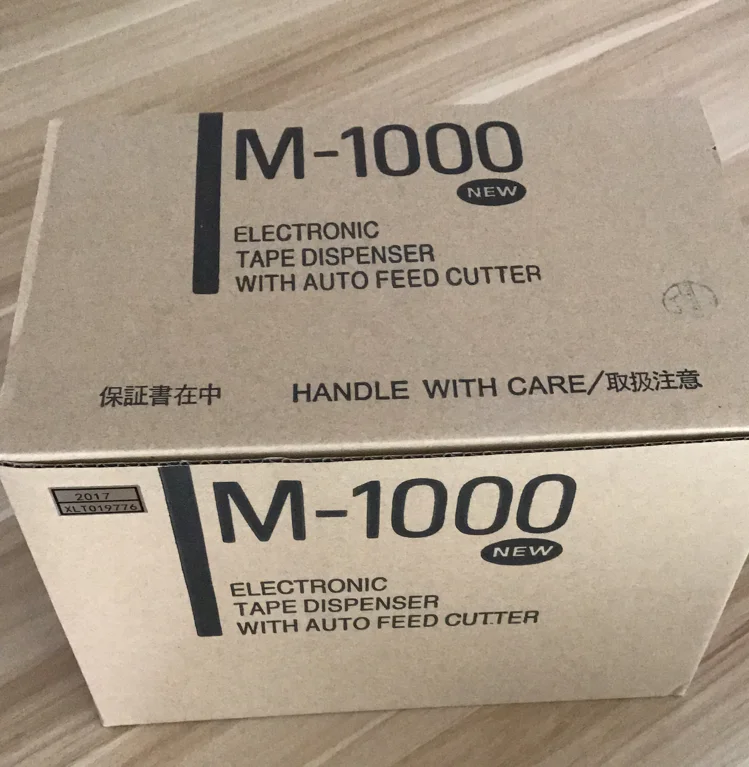 M-1000
NEW
ELECTRONIC
TAPE DISPENSER
WITH AUTO FEED CUTTER
保証書在中
HANDLE WITH CARE/取扱注意
2017
XLT019776
M-1000
NEW
ELECTRONIC
TAPE DISPENSER
WITH AUTO FEED CUTTER